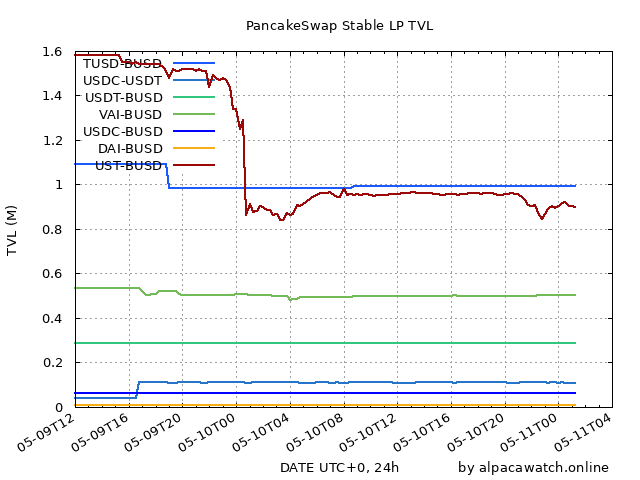 PancakeSwap Stable LP TVL
TVL (M)
1.6
1.4
1.2
1
0.8
0.6
0.4
0.2
0
TUSD-BUSD
USDC-USDT
USDT-BUSD
VAI-BUSD
USDC-BUSD
DAI-BUSD
UST-BUSD
05-09T12
05-09T16
05-09T20
05-10T00
05-10T04
05-10T08
05-10T12
05-10T16
05-10T20
05-11T00
05-11T04
DATE UTC+0, 24h
by alpacawatch.online